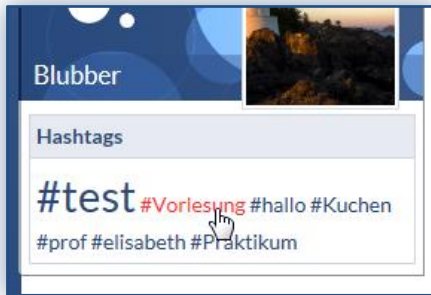 Blubber
Hashtags
#test #Vorlesung #hallo #Kuchen
#prof #elisabeth #Praktikum